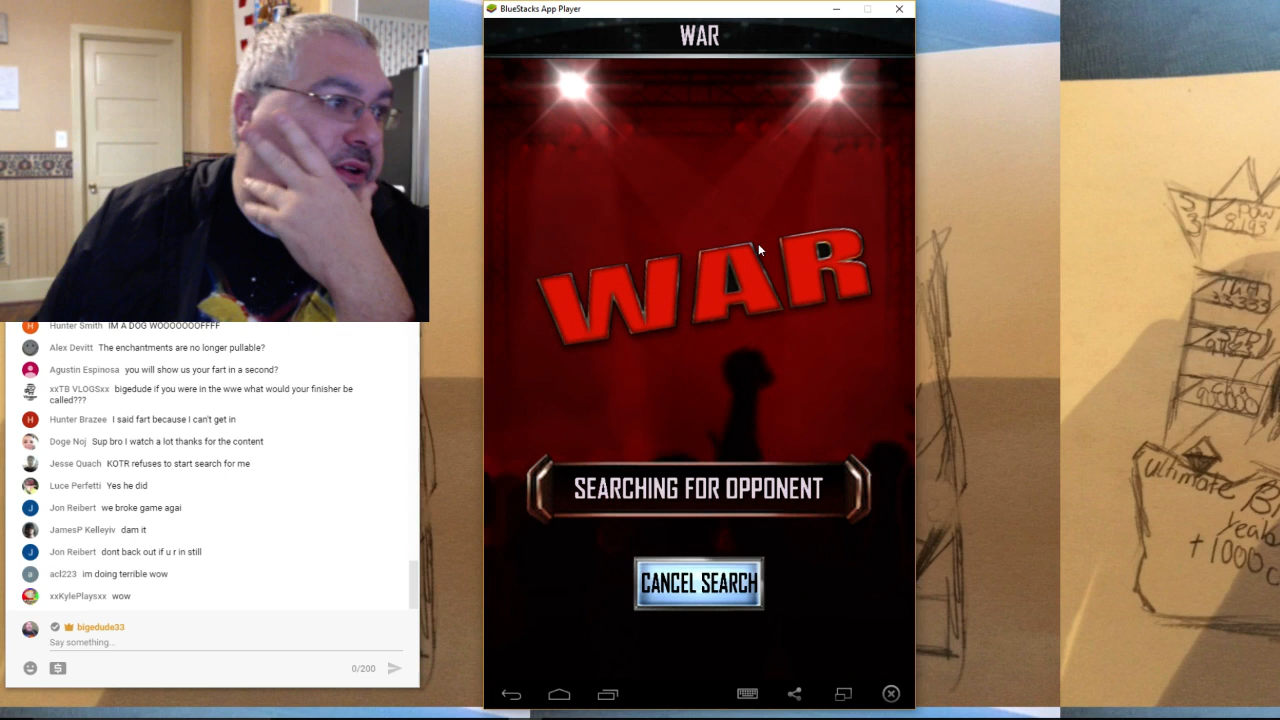 BlueStacks App Player
WAR
WAR
SEARCHING FOR OPPONENT
CANCEL SEARCH
Hunter Smith IM A DOG WOOOOOOOFFFF
Alex Devitt The enchantments are no longer pullable?
Agustin Espinosa you will show us your fart in a second?
xxTB VLOGSxx bigedude if you were in the wwe what would your finisher be
called???
Hunter Brazee I said fart because I can't get in
Doge Noj Sup bro I watch a lot thanks for the content
Jesse Quach KOTR refuses to start search for me
Luce Perfetti Yes he did
Jon Reibert we broke game agai
JamesP Kelleyiv dam it
Jon Reibert dont back out if u r in still
acl223 im doing terrible wow
xxKylePlaysxx wow
bigedude33
Say something...
0/200
POW
8,193
Ultimate
+1000